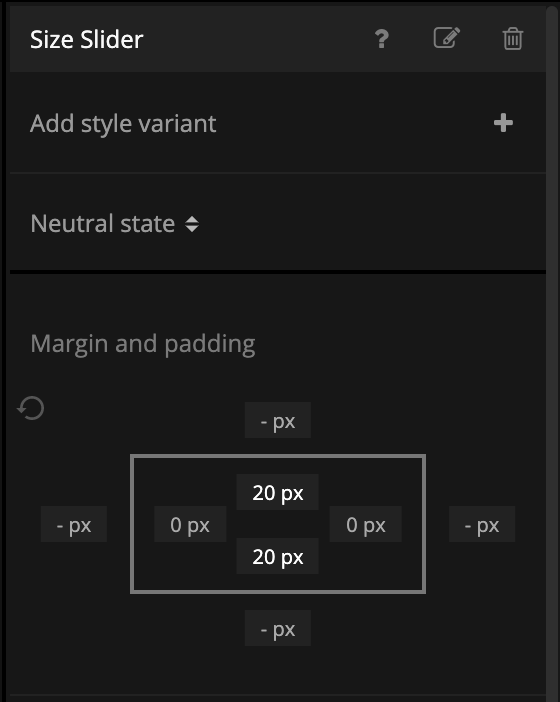 Size Slider ?
Add style variant +
Neutral state
Margin and padding
- px
20 px
- px 0 px 0 px - px
20 px
- px